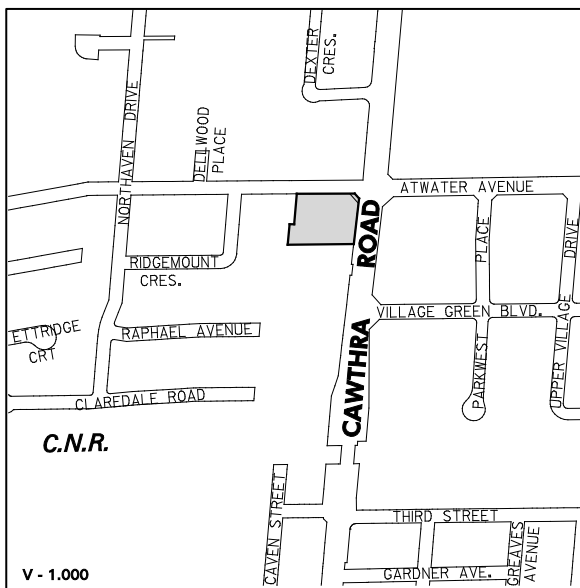 DEXTER
CRES.
NORTHAVEN DRIVE
DELLWOOD
PLACE
ATWATER AVENUE
CAWTHRA ROAD
PLACE
DRIVE
RIDGEMOUNT
CRES.
ETTRIDGE
CRT
RAPHAEL AVENUE
VILLAGE GREEN BLVD.
PARKWEST
UPPER VILLAGE
CLAREDALE ROAD
C.N.R.
CAVEN STREET
THIRD STREET
GREAVES
AVENUE
GARDNER AVE.
V - 1.000